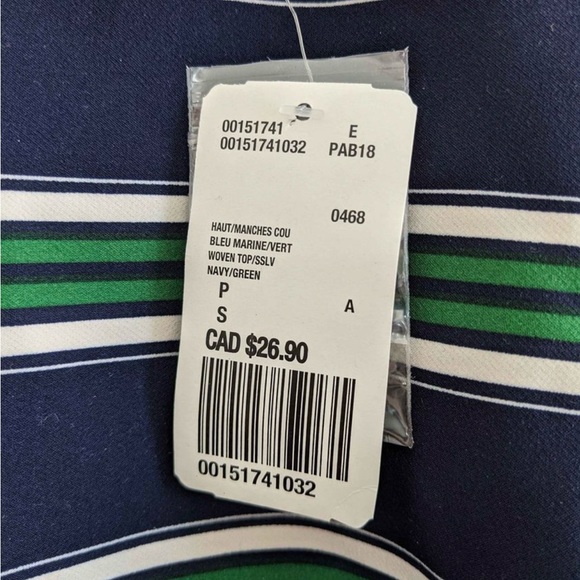 00151741 E
00151741032 PAB18
0468
HAUT/MANCHES COU
BLEU MARINE/VERT
WOVEN TOP/SSLV
NAVY/GREEN
P
S A
CAD $26.90
00151741032